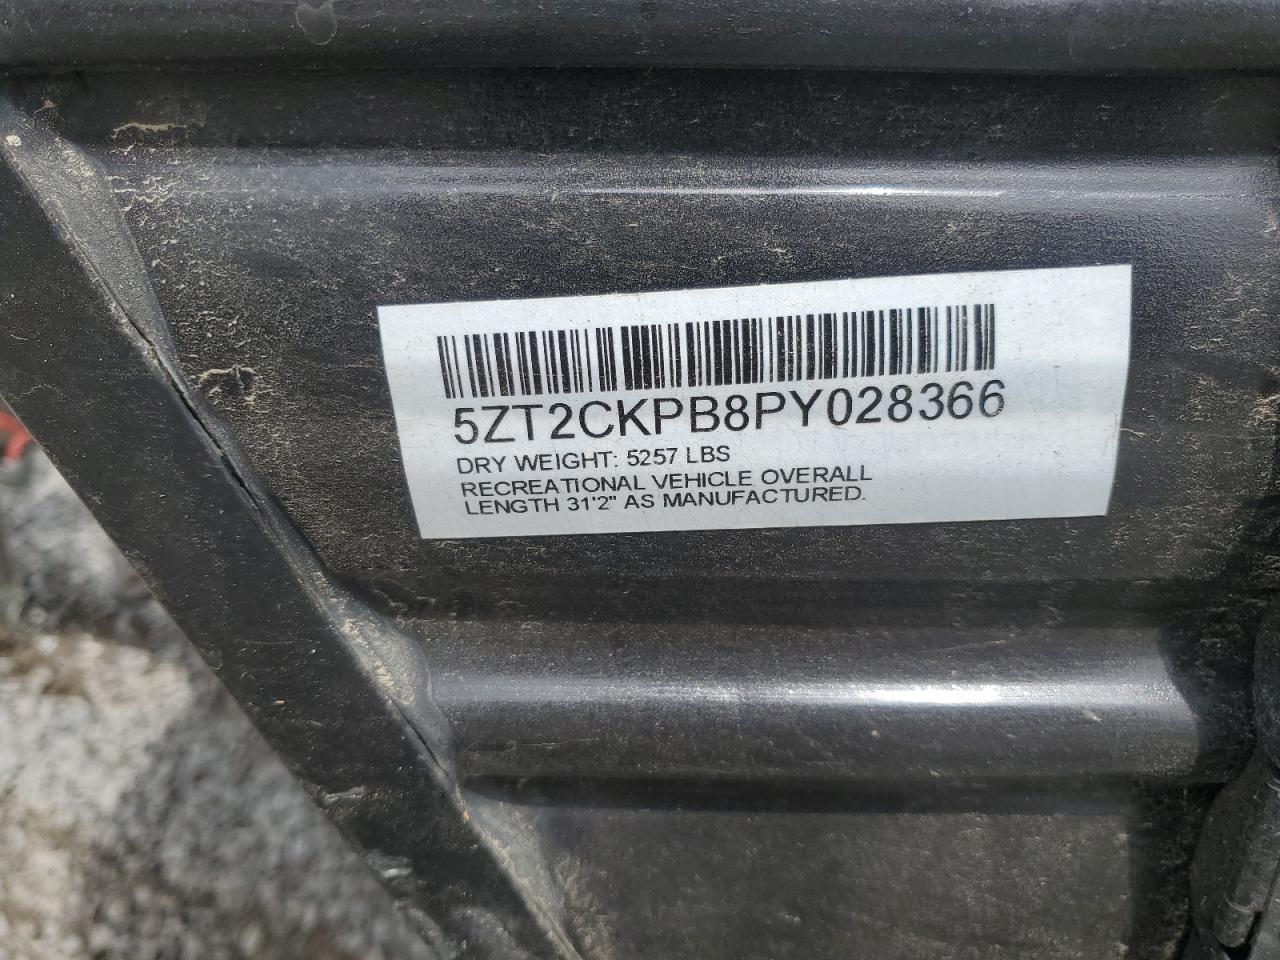 5ZT2CKPB8PY028366
DRY WEIGHT: 5257 LBS
RECREATIONAL VEHICLE OVERALL
LENGTH 31'2" AS MANUFACTURED.